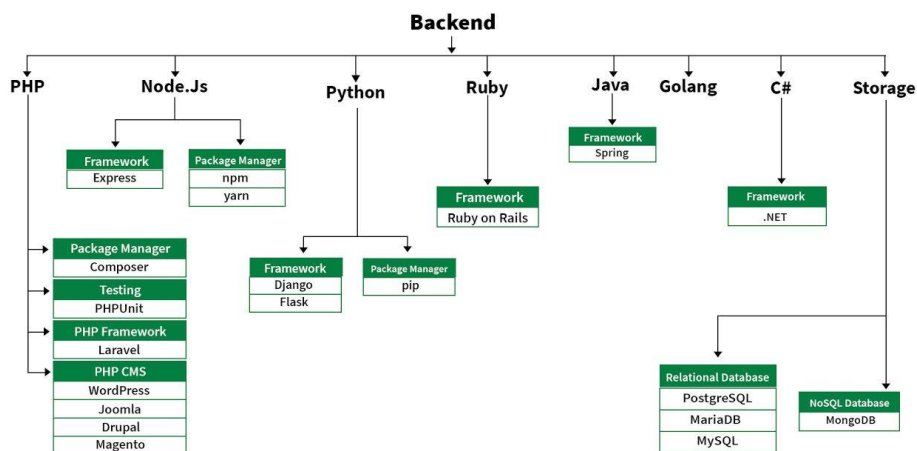 Backend
PHP
Node.Js
Python
Ruby
Java
Golang
C#
Storage
Framework
Express
Package Manager
npm
yarn
Framework
Spring
Framework
Ruby on Rails
Framework
.NET
Package Manager
Composer
Testing
PHPUnit
PHP Framework
Laravel
PHP CMS
WordPress
Joomla
Drupal
Magento
Framework
Django
Flask
Package Manager
pip
Relational Database
PostgreSQL
MariaDB
MySQL
NoSQL Database
MongoDB